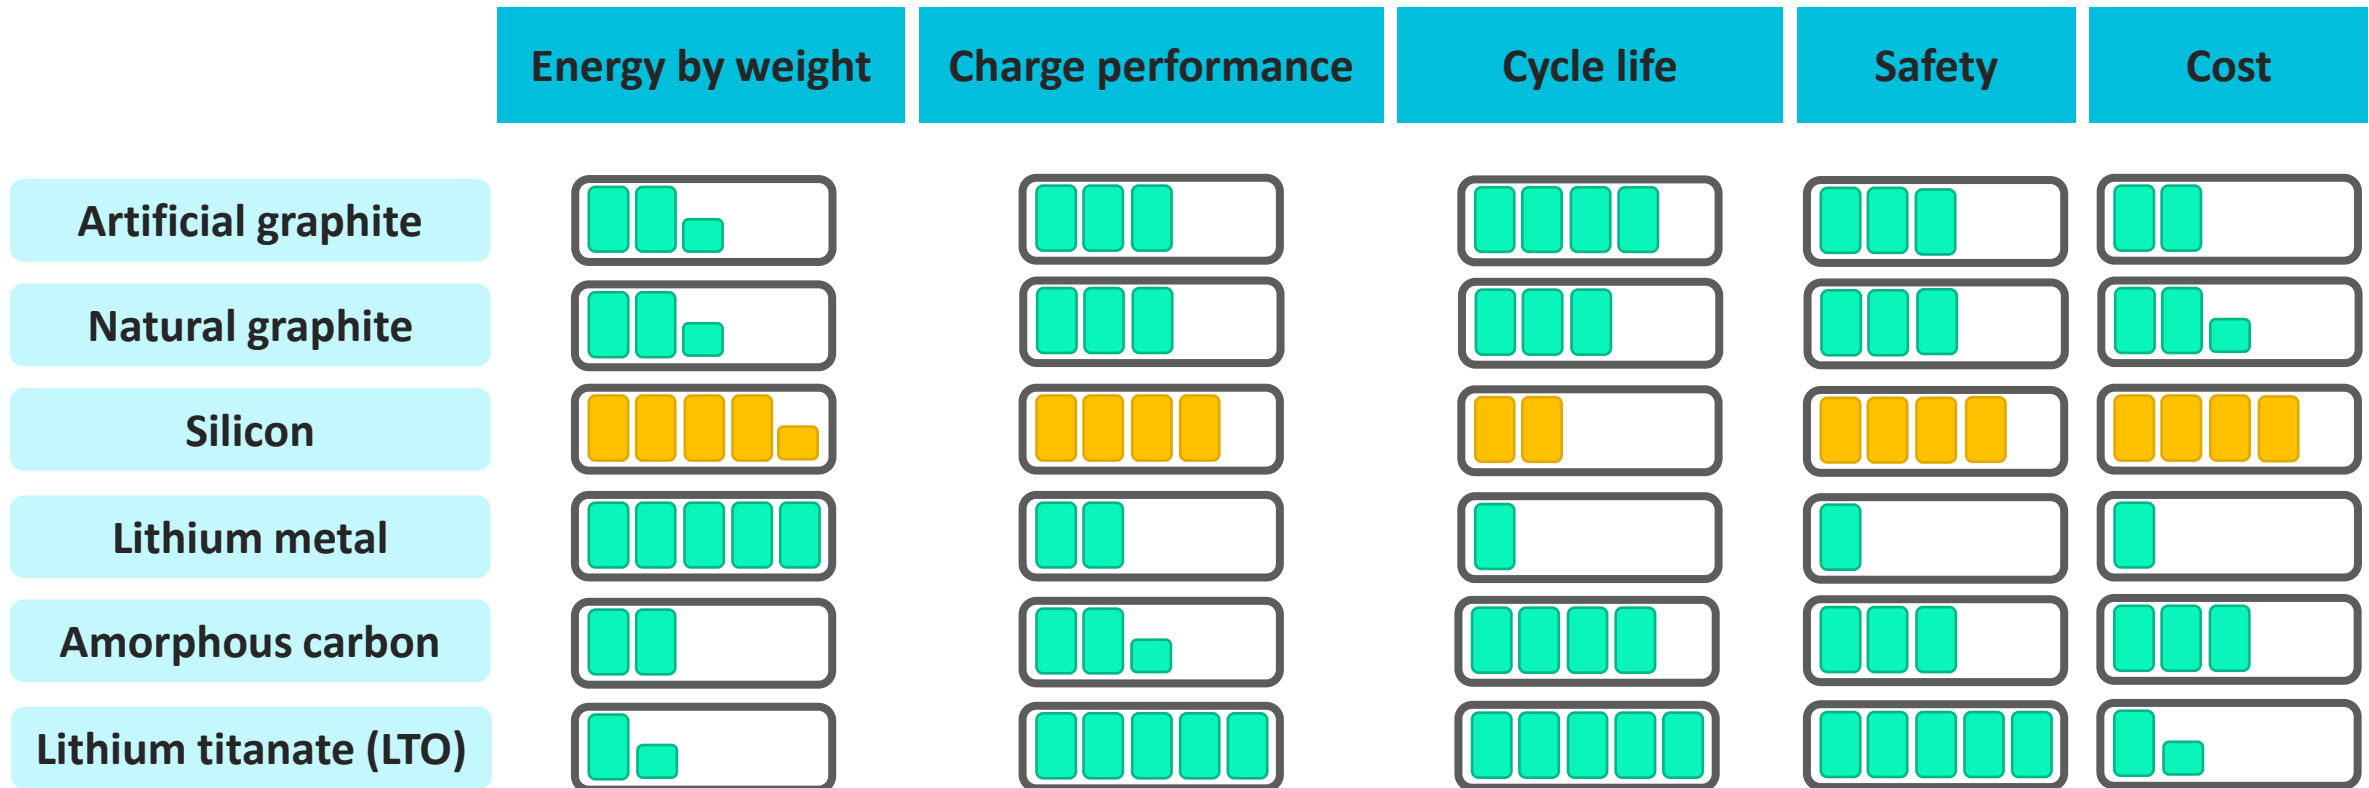 Energy by weight
Charge performance
Cycle life
Safety
Cost
Artificial graphite
Natural graphite
Silicon
Lithium metal
Amorphous carbon
Lithium titanate (LTO)